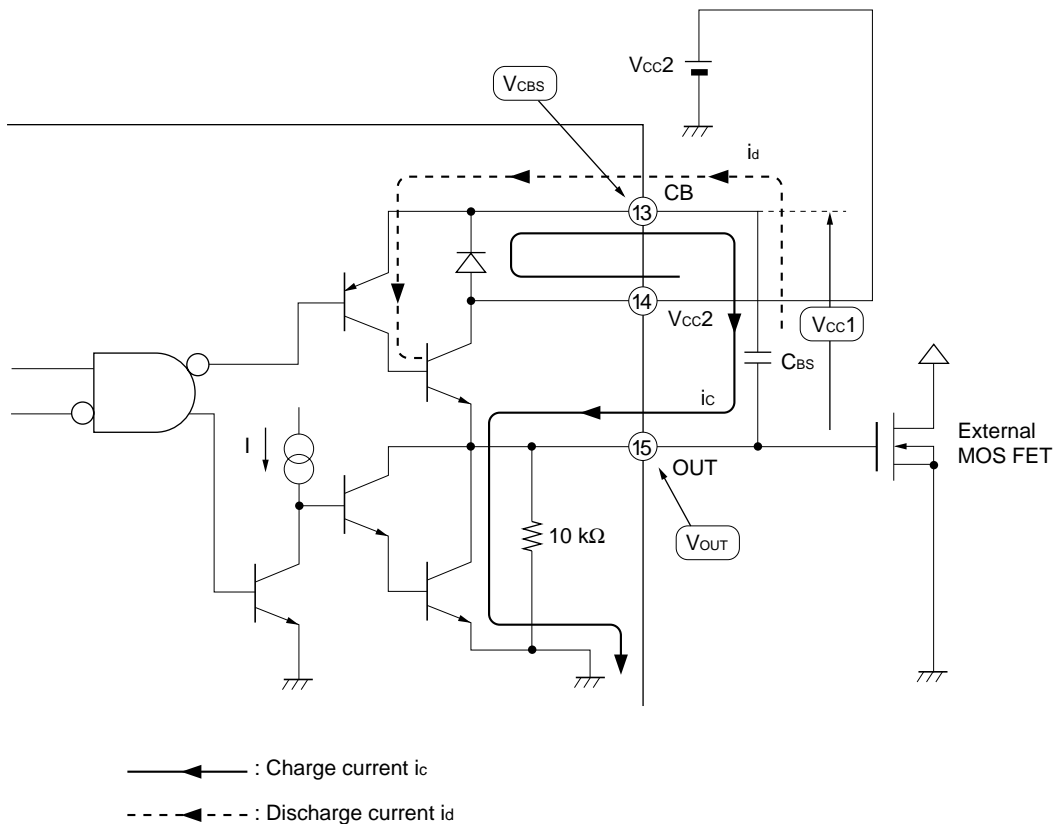 VCC2
VCBS
id
CB
13
14
VCC2
VCC1
CBS
iC
I
15
OUT
External
MOS FET
10 kΩ
VOUT
: Charge current iC
: Discharge current id